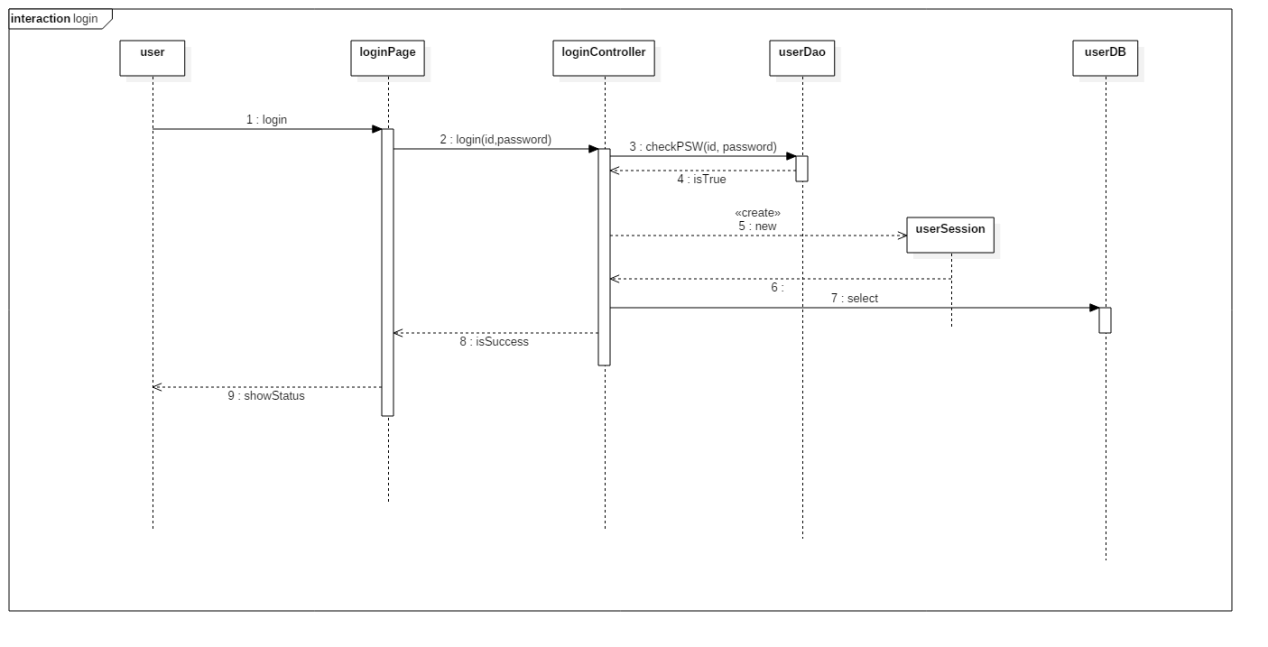 interaction login
user
loginPage
loginController
userDao
userDB
1 : login
2 : login(id,password)
3 : checkPSW(id, password)
4 : isTrue
«create»
5 : new
userSession
6 :
7 : select
8 : isSuccess
9 : showStatus